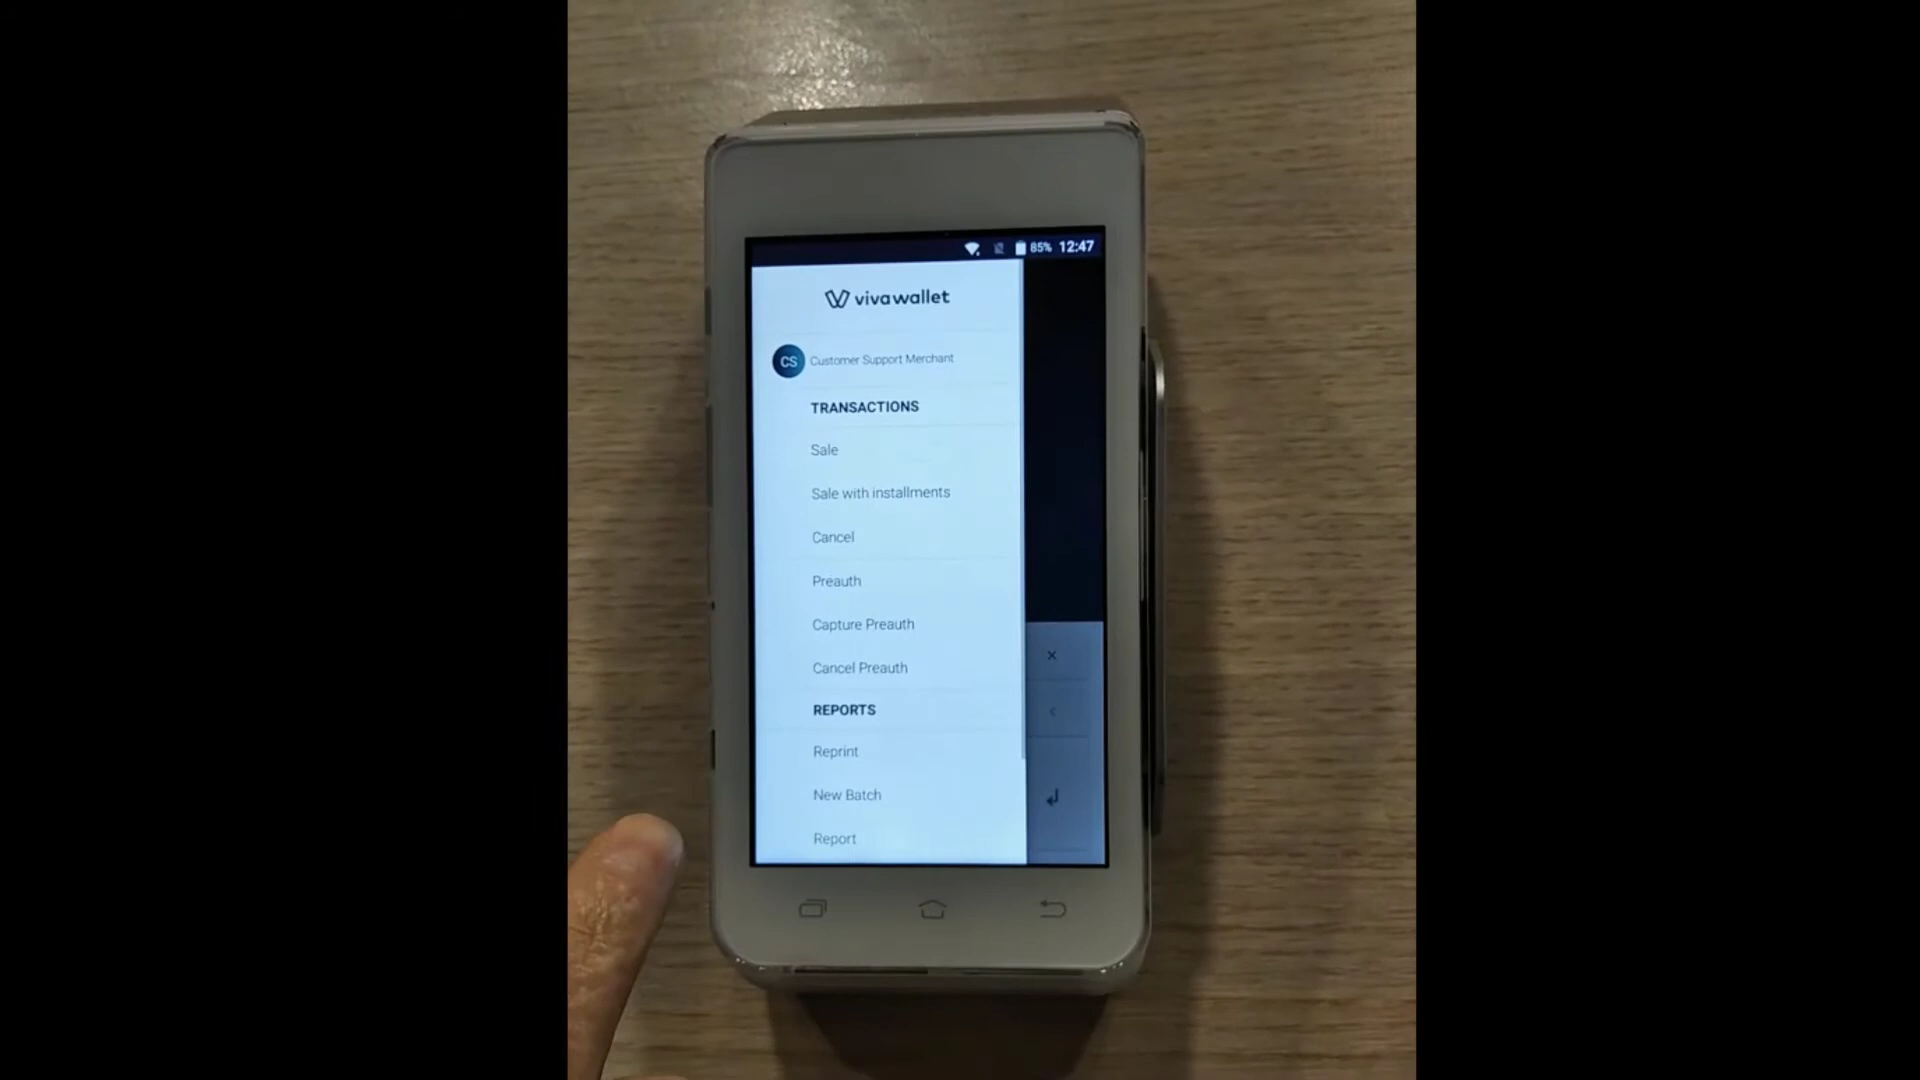 85% 12:47
vivawallet
CS Customer Support Merchant
TRANSACTIONS
Sale
Sale with installments
Cancel
Preauth
Capture Preauth
Cancel Preauth
REPORTS
Reprint
New Batch
Report